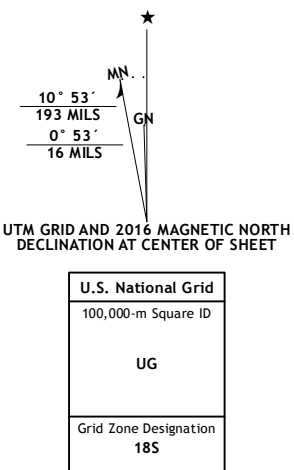 ★
MN
10° 53´
193 MILS
GN
0° 53´
16 MILS
UTM GRID AND 2016 MAGNETIC NORTH
DECLINATION AT CENTER OF SHEET
U.S. National Grid
100,000-m Square ID
UG
Grid Zone Designation
18S